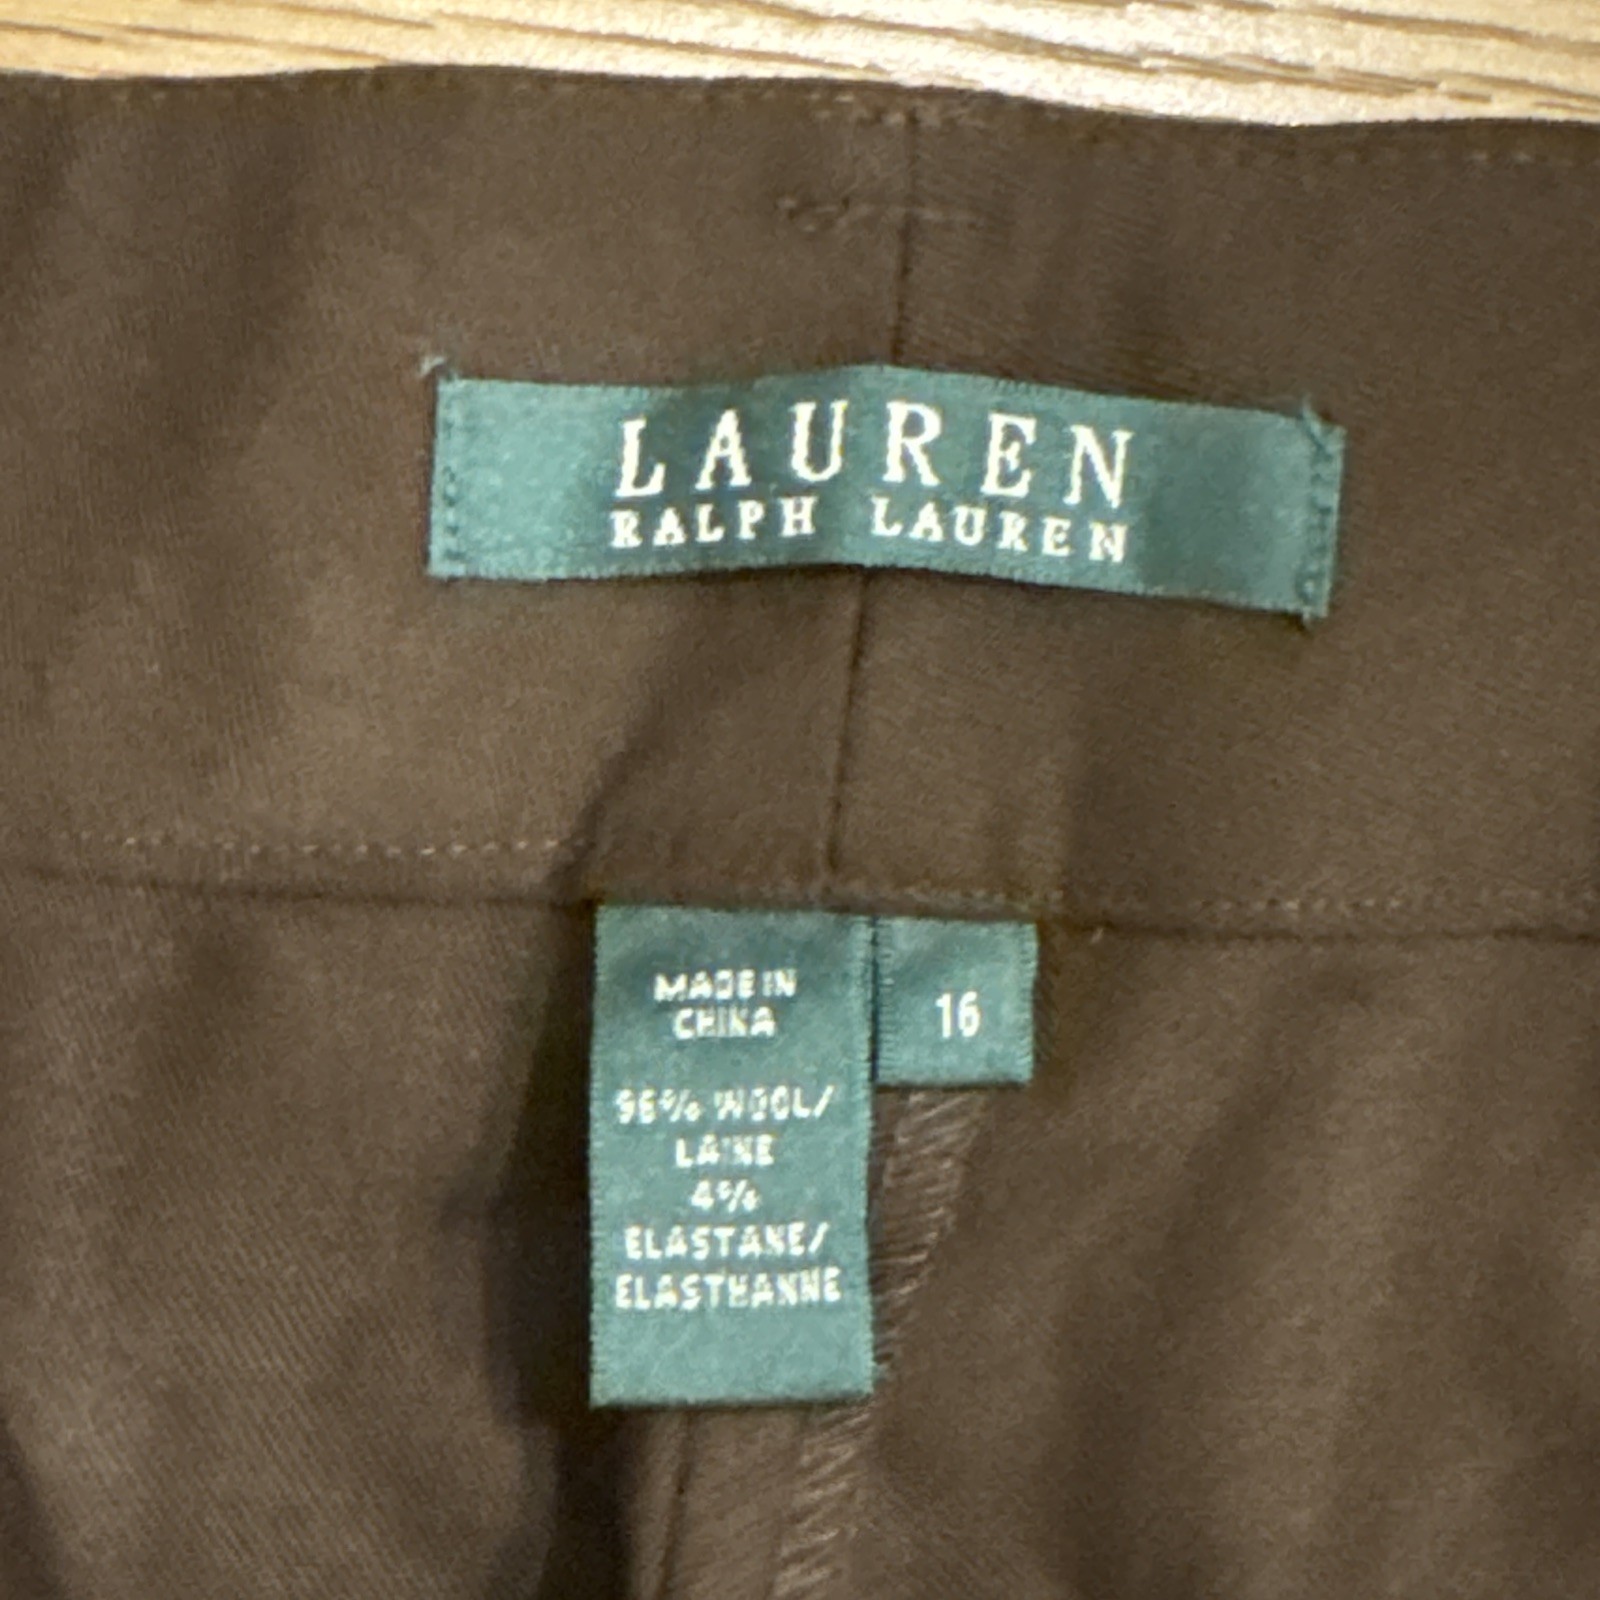 LAUREN
RALPH LAUREN
MADE IN
CHINA
16
96% WOOL/
LAINE
4%
ELASTANE/
ELASTHANNE